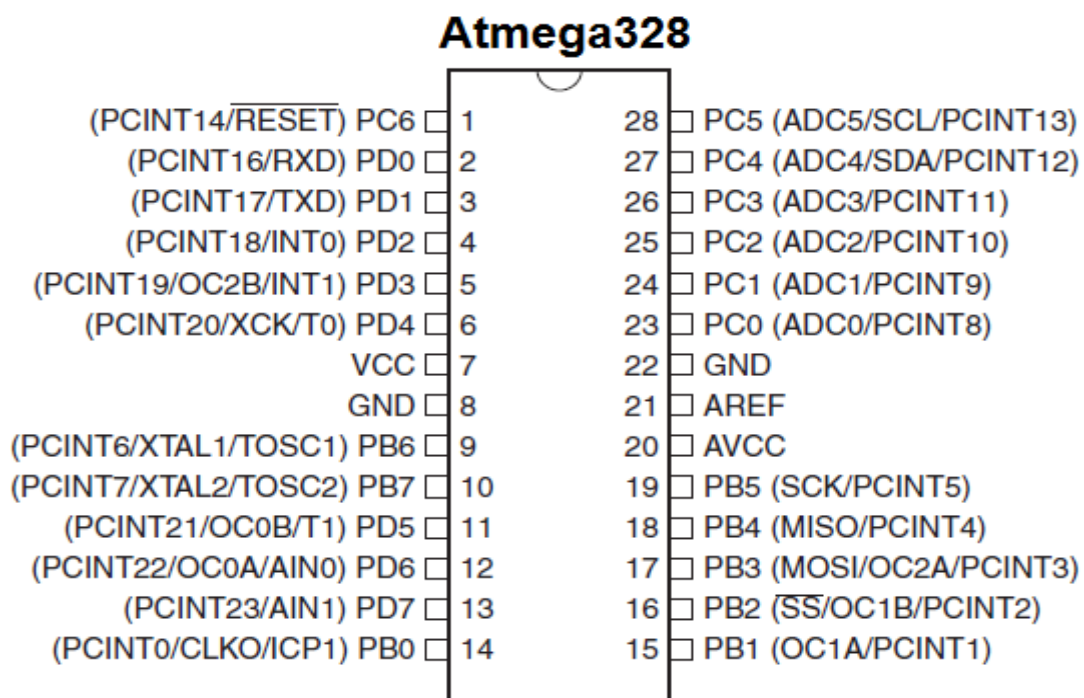 Atmega328
(PCINT14/RESET) PC6 1 28 PC5 (ADC5/SCL/PCINT13)
(PCINT16/RXD) PD0 2 27 PC4 (ADC4/SDA/PCINT12)
(PCINT17/TXD) PD1 3 26 PC3 (ADC3/PCINT11)
(PCINT18/INT0) PD2 4 25 PC2 (ADC2/PCINT10)
(PCINT19/OC2B/INT1) PD3 5 24 PC1 (ADC1/PCINT9)
(PCINT20/XCK/T0) PD4 6 23 PC0 (ADC0/PCINT8)
VCC 7 22 GND
GND 8 21 AREF
(PCINT6/XTAL1/TOSC1) PB6 9 20 AVCC
(PCINT7/XTAL2/TOSC2) PB7 10 19 PB5 (SCK/PCINT5)
(PCINT21/OC0B/T1) PD5 11 18 PB4 (MISO/PCINT4)
(PCINT22/OC0A/AIN0) PD6 12 17 PB3 (MOSI/OC2A/PCINT3)
(PCINT23/AIN1) PD7 13 16 PB2 (SS/OC1B/PCINT2)
(PCINT0/CLKO/ICP1) PB0 14 15 PB1 (OC1A/PCINT1)